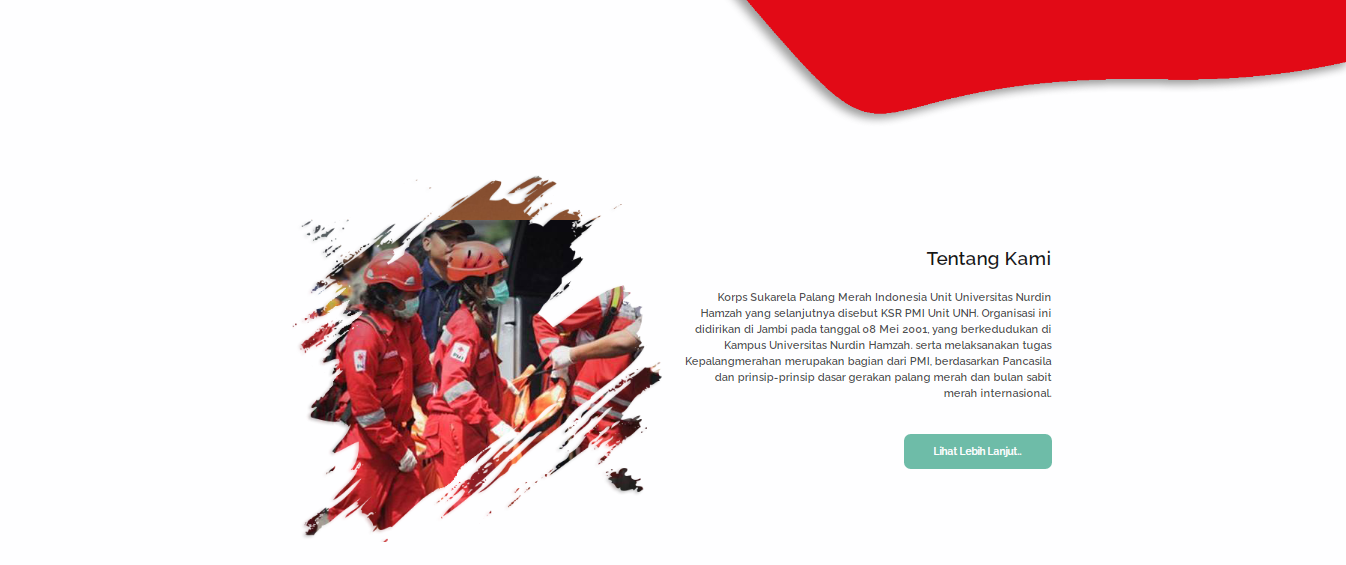 Tentang Kami
Korps Sukarela Palang Merah Indonesia Unit Universitas Nurdin
Hamzah yang selanjutnya disebut KSR PMI Unit UNH. Organisasi ini
didirikan di Jambi pada tanggal 08 Mei 2001, yang berkedudukan di
Kampus Universitas Nurdin Hamzah. serta melaksanakan tugas
Kepalangmerahan merupakan bagian dari PMI, berdasarkan Pancasila
dan prinsip-prinsip dasar gerakan palang merah dan bulan sabit
merah internasional.
Lihat Lebih Lanjut..